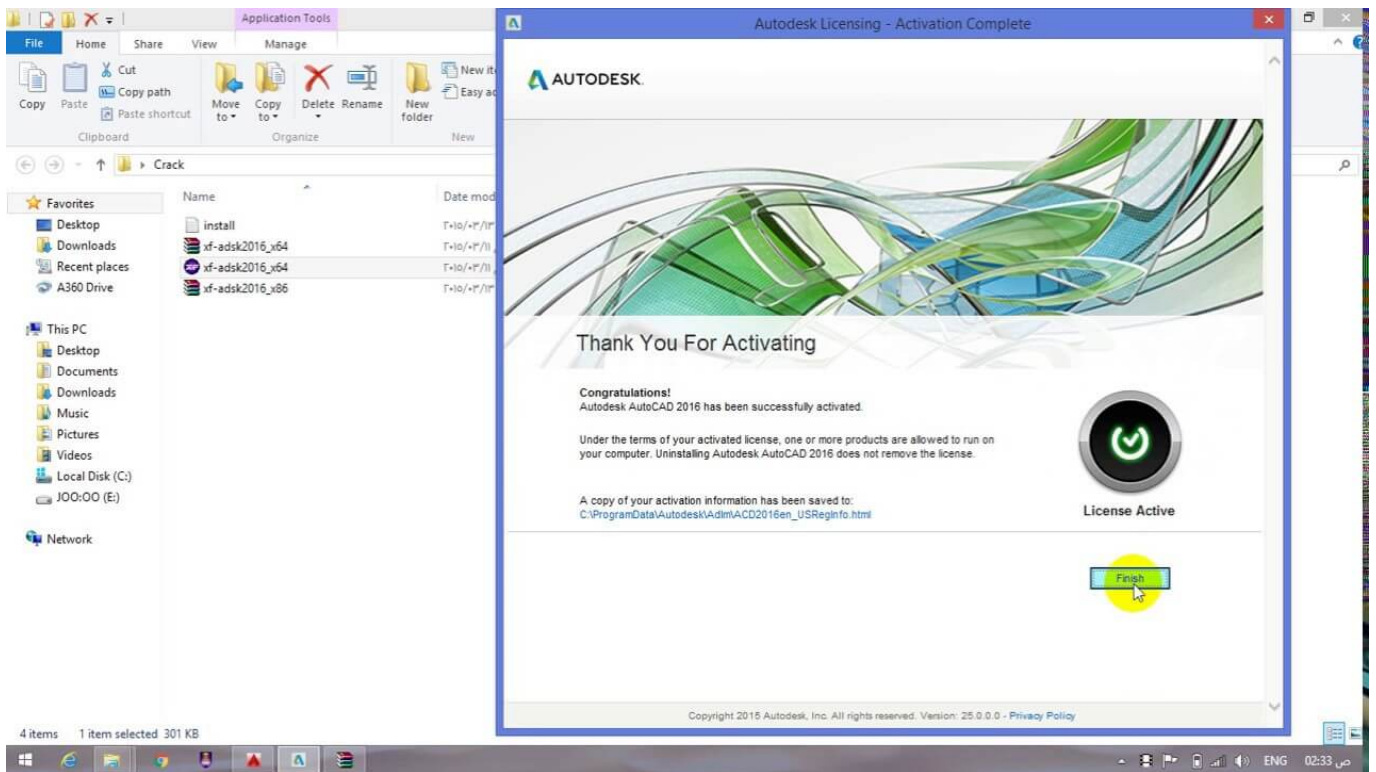 Application Tools
Autodesk Licensing - Activation Complete
File Home Share View Manage
Cut
Copy path
Paste shortcut
Copy Paste
Move to
Copy to
Delete Rename
New folder
New it
Easy ac
Clipboard Organize New
Crack
Name Date mod
Favorites
Desktop
Downloads
Recent places
A360 Drive
This PC
Desktop
Documents
Downloads
Music
Pictures
Videos
Local Disk (C:)
JOO:OO (E:)
Network
install
xf-adsk2016_x64
xf-adsk2016_x64
xf-adsk2016_x86
AUTODESK.
Thank You For Activating
Congratulations!
Autodesk AutoCAD 2016 has been successfully activated.
Under the terms of your activated license, one or more products are allowed to run on
your computer. Uninstalling Autodesk AutoCAD 2016 does not remove the license.
A copy of your activation information has been saved to:
C:\ProgramData\Autodesk\Adlm\ACD2016en_USRegInfo.html
License Active
Finish
Copyright 2015 Autodesk, Inc. All rights reserved. Version: 25.0.0.0 - Privacy Policy
4 items 1 item selected 301 KB
ENG 02:33 ص